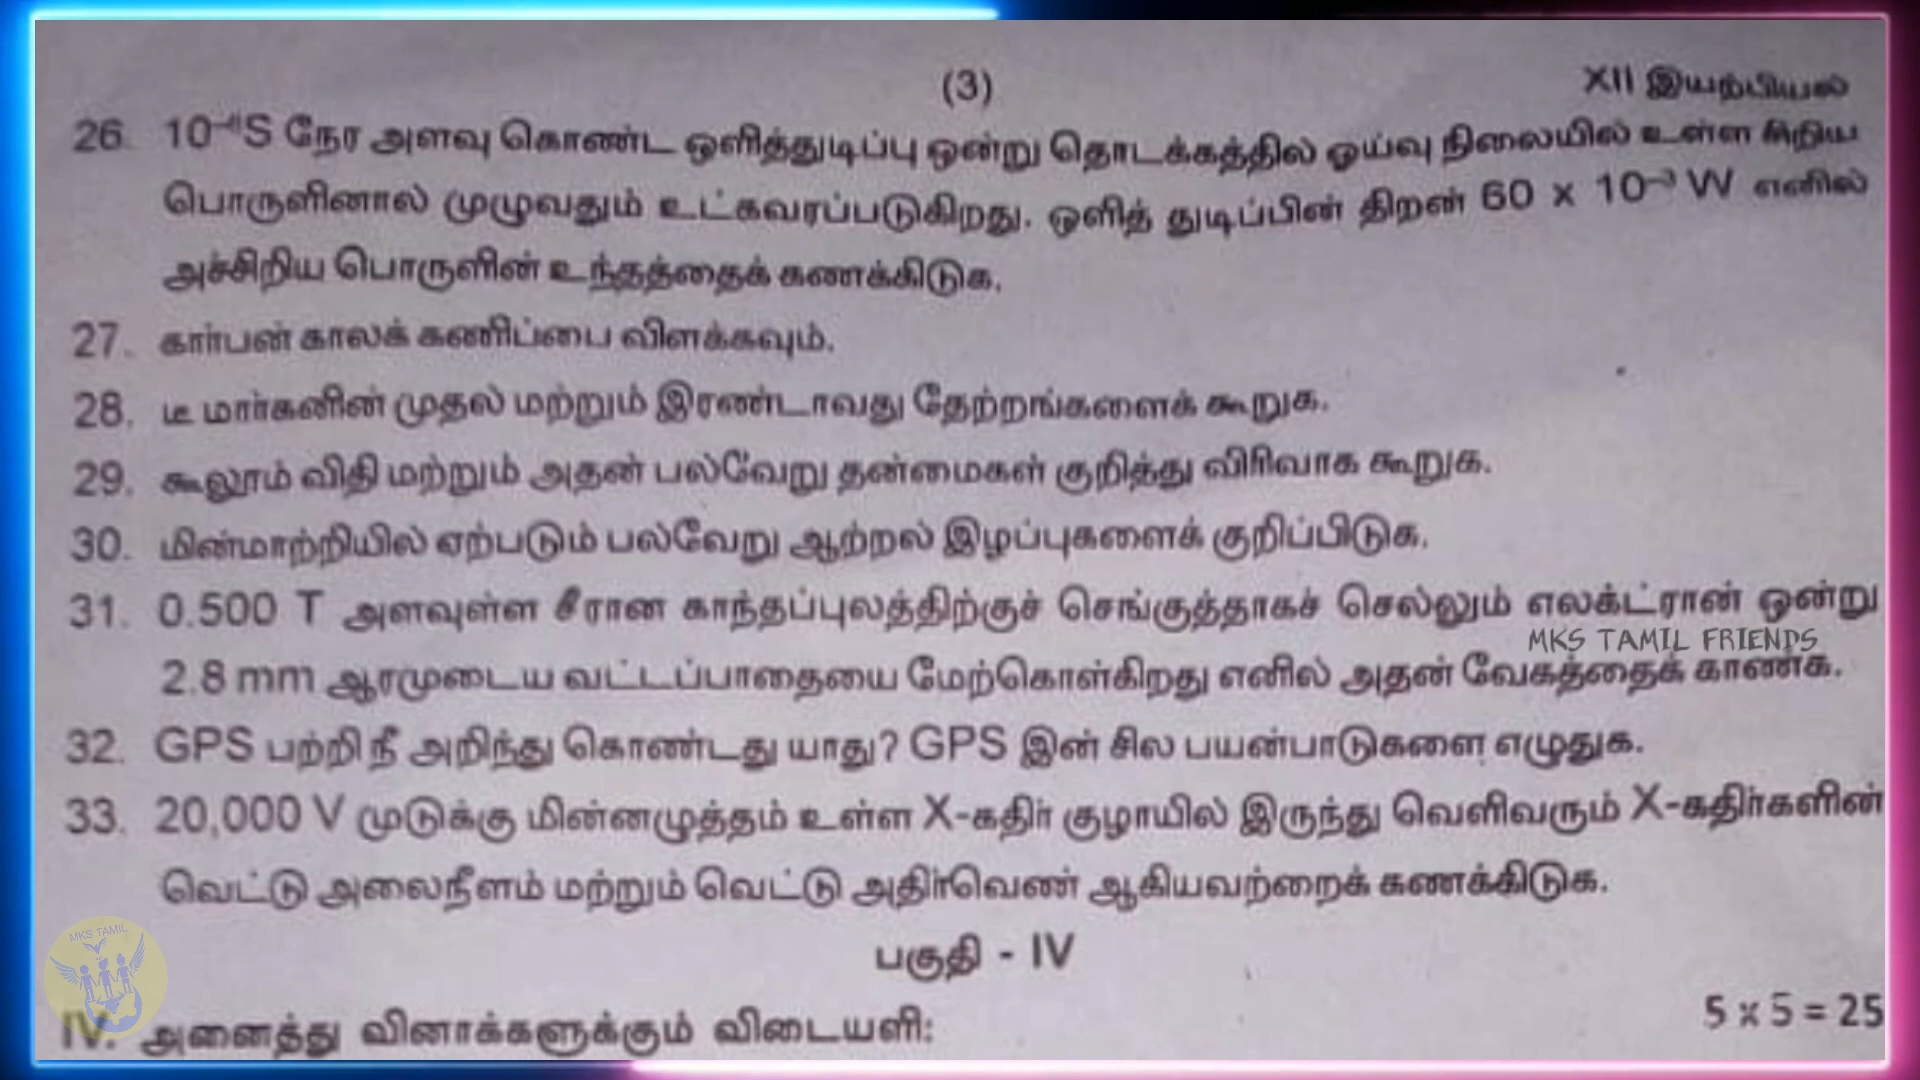 (3)
XII இயற்பியல்
26. 10⁻⁶S நேர அளவு கொண்ட ஒளித்துடிப்பு ஒன்று தொடக்கத்தில் ஓய்வு நிலையில் உள்ள சிறிய
பொருளினால் முழுவதும் உட்கவரப்படுகிறது. ஒளித் துடிப்பின் திறன் 60 x 10⁻³ W எனில்
அச்சிறிய பொருளின் உந்தத்தைக் கணக்கிடுக.
27. கார்பன் காலக் கணிப்பை விளக்கவும்.
28. டீ மார்கனின் முதல் மற்றும் இரண்டாவது தேற்றங்களைக் கூறுக.
29. கூலூம் விதி மற்றும் அதன் பல்வேறு தன்மைகள் குறித்து விரிவாக கூறுக.
30. மின்மாற்றியில் ஏற்படும் பல்வேறு ஆற்றல் இழப்புகளைக் குறிப்பிடுக.
31. 0.500 T அளவுள்ள சீரான காந்தப்புலத்திற்குச் செங்குத்தாகச் செல்லும் எலக்ட்ரான் ஒன்று
MKS TAMIL FRIENDS
2.8 mm ஆரமுடைய வட்டப்பாதையை மேற்கொள்கிறது எனில் அதன் வேகத்தைக் காண்க.
32. GPS பற்றி நீ அறிந்து கொண்டது யாது? GPS இன் சில பயன்பாடுகளை எழுதுக.
33. 20,000 V முடுக்கு மின்னழுத்தம் உள்ள X-கதிர் குழாயில் இருந்து வெளிவரும் X-கதிர்களின்
வெட்டு அலைநீளம் மற்றும் வெட்டு அதிர்வெண் ஆகியவற்றைக் கணக்கிடுக.
MKS TAMIL
பகுதி - IV
IV. அனைத்து வினாக்களுக்கும் விடையளி:
5 x 5 = 25